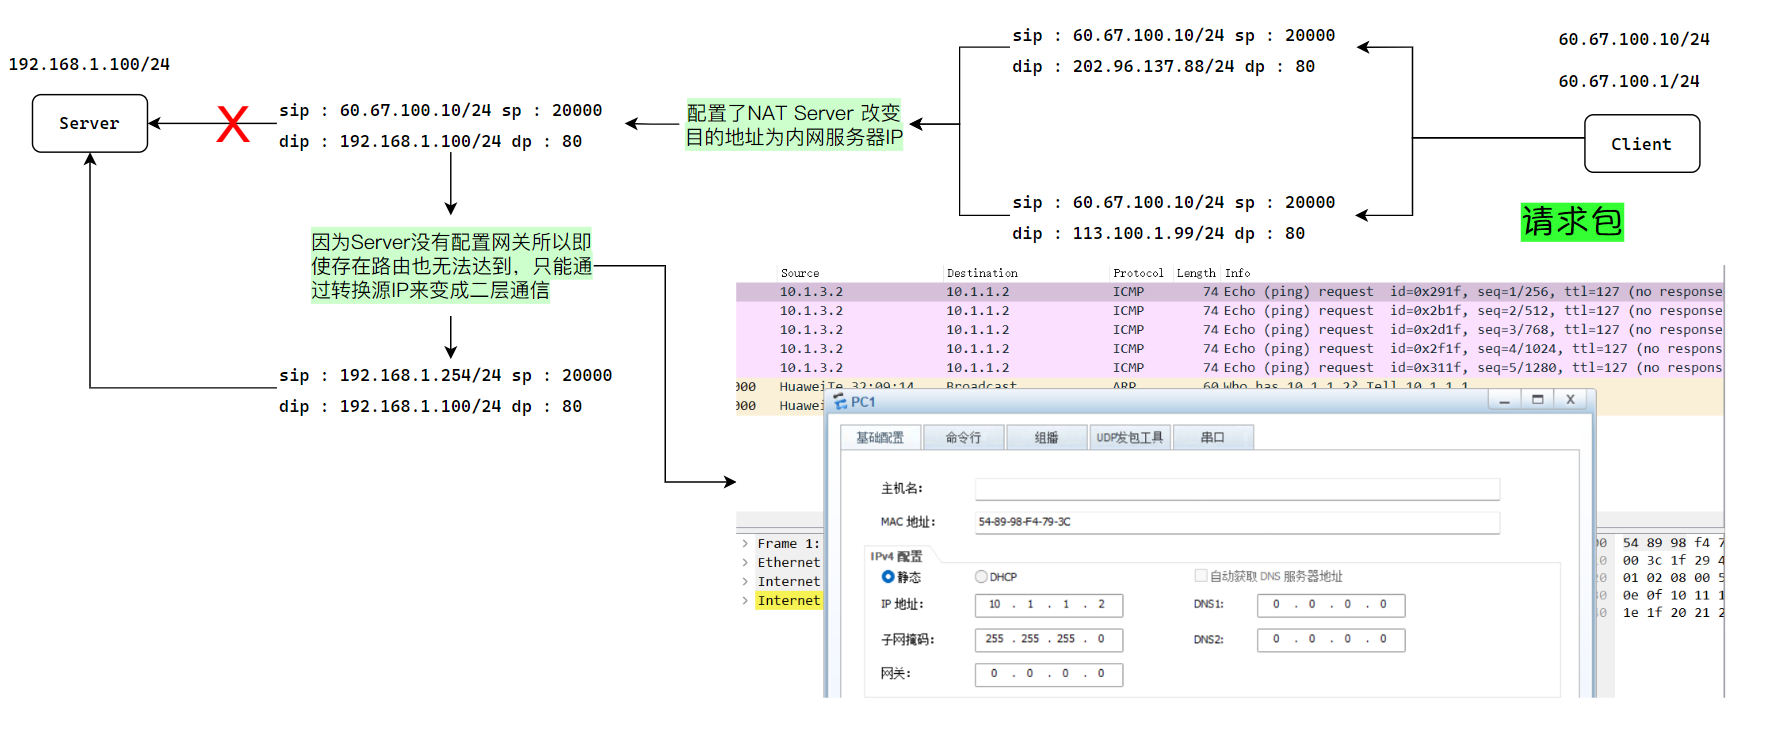 192.168.1.100/24
Server
X
sip : 60.67.100.10/24 sp : 20000
dip : 192.168.1.100/24 dp : 80
配置了NAT Server 改变
目的地址为内网服务器IP
sip : 60.67.100.10/24 sp : 20000
dip : 202.96.137.88/24 dp : 80
60.67.100.10/24
60.67.100.1/24
Client
sip : 60.67.100.10/24 sp : 20000
dip : 113.100.1.99/24 dp : 80
请求包
因为Server没有配置网关所以即
使存在路由也无法达到，只能通
过转换源IP来变成二层通信
sip : 192.168.1.254/24 sp : 20000
dip : 192.168.1.100/24 dp : 80
Source Destination Protocol Length Info
10.1.3.2 10.1.1.2 ICMP 74 Echo (ping) request id=0x291f, seq=1/256, ttl=127 (no response
10.1.3.2 10.1.1.2 ICMP 74 Echo (ping) request id=0x2b1f, seq=2/512, ttl=127 (no response
10.1.3.2 10.1.1.2 ICMP 74 Echo (ping) request id=0x2d1f, seq=3/768, ttl=127 (no response
10.1.3.2 10.1.1.2 ICMP 74 Echo (ping) request id=0x2f1f, seq=4/1024, ttl=127 (no respons
10.1.3.2 10.1.1.2 ICMP 74 Echo (ping) request id=0x311f, seq=5/1280, ttl=127 (no respons
000 HuaweiTe_32:09:14 Broadcast ARP 60 Who has 10.1.1.2? Tell 10.1.1.1
000 Huawei
PC1
基础配置 命令行 组播 UDP发包工具 串口
主机名:
MAC 地址: 54-89-98-F4-79-3C
IPv4 配置
静态 DHCP 自动获取 DNS 服务器地址
IP 地址: 10 . 1 . 1 . 2 DNS1: 0 . 0 . 0 . 0
子网掩码: 255 . 255 . 255 . 0 DNS2: 0 . 0 . 0 . 0
网关: 0 . 0 . 0 . 0
Frame 1:
Ethernet
Internet
Internet
54 89 98 f4 7
00 3c 1f 29 4
01 02 08 00 5
0e 0f 10 11 1
1e 1f 20 21 2